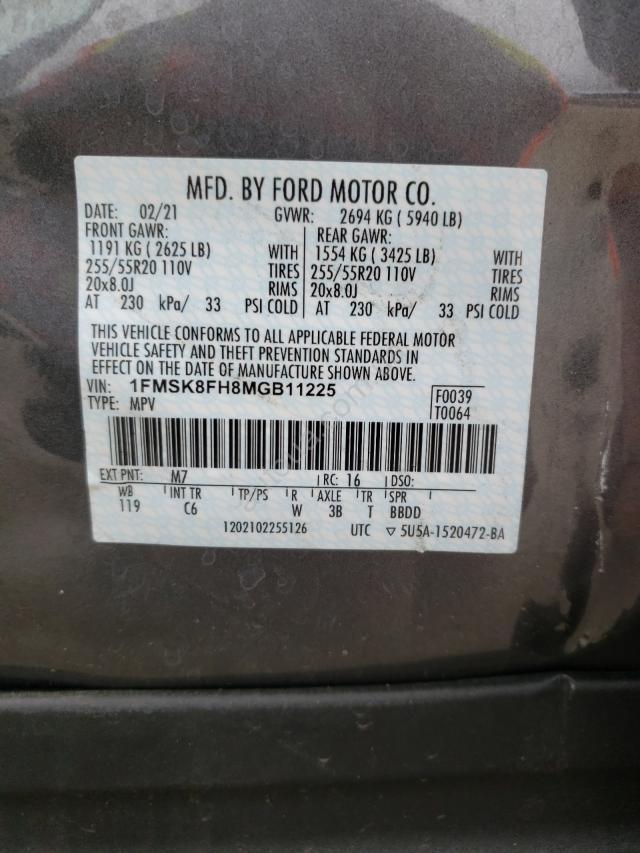 MFD. BY FORD MOTOR CO.
DATE: 02/21 GVWR: 2694 KG ( 5940 LB)
FRONT GAWR: REAR GAWR:
1191 KG ( 2625 LB) WITH 1554 KG ( 3425 LB) WITH
255/55R20 110V TIRES 255/55R20 110V TIRES
20x8.0J RIMS 20x8.0J RIMS
AT 230 kPa/ 33 PSI COLD AT 230 kPa/ 33 PSI COLD
THIS VEHICLE CONFORMS TO ALL APPLICABLE FEDERAL MOTOR
VEHICLE SAFETY AND THEFT PREVENTION STANDARDS IN
EFFECT ON THE DATE OF MANUFACTURE SHOWN ABOVE.
VIN: 1FMSK8FH8MGB11225 F0039
TYPE: MPV T0064
EXT PNT: M7 RC: 16 DSO:
WB INT TR TP/PS R AXLE TR SPR
119 C6 W 3B T BBDD
1202102255126 UTC ▽ 5U5A-1520472-BA